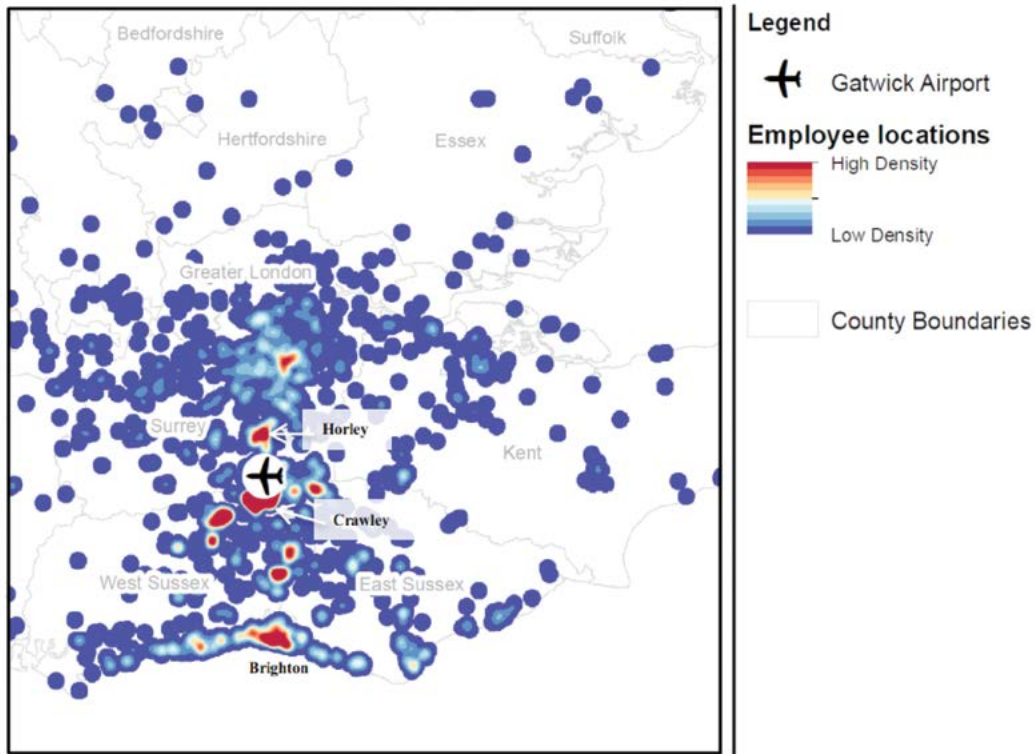 Bedfordshire
Suffolk
Hertfordshire
Essex
Greater London
Surrey
Horley
Kent
Crawley
West Sussex
East Sussex
Brighton
Legend
Gatwick Airport
Employee locations
High Density
Low Density
County Boundaries